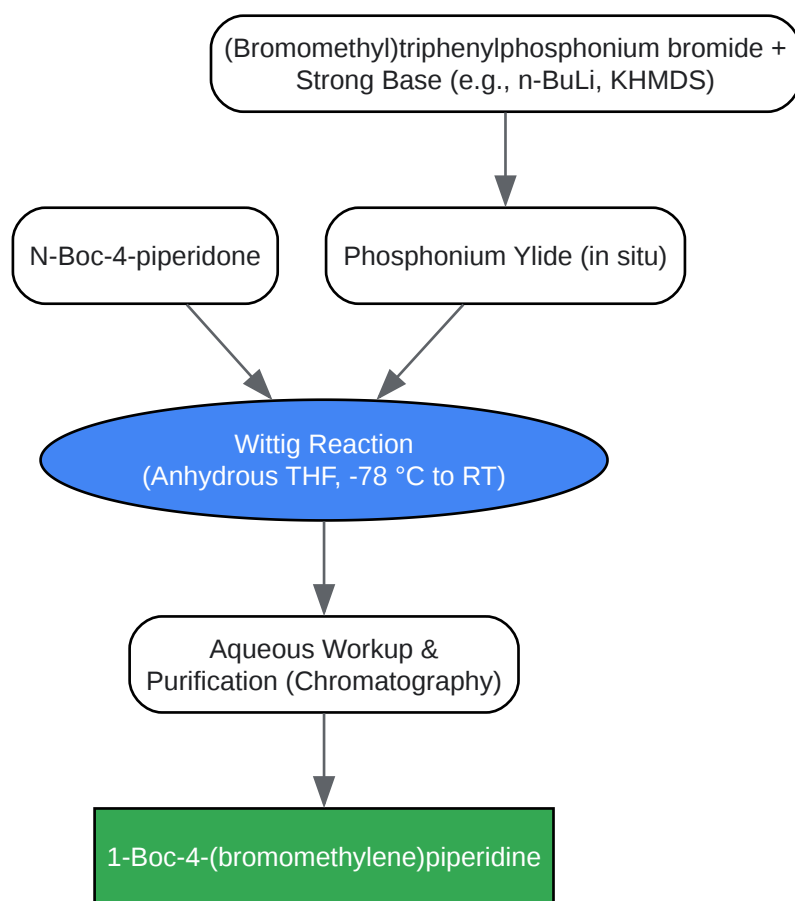 (Bromomethyl)triphenylphosphonium bromide +
Strong Base (e.g., n-BuLi, KHMDS)
N-Boc-4-piperidone
Phosphonium Ylide (in situ)
Wittig Reaction
(Anhydrous THF, -78 °C to RT)
Aqueous Workup &
Purification (Chromatography)
1-Boc-4-(bromomethylene)piperidine